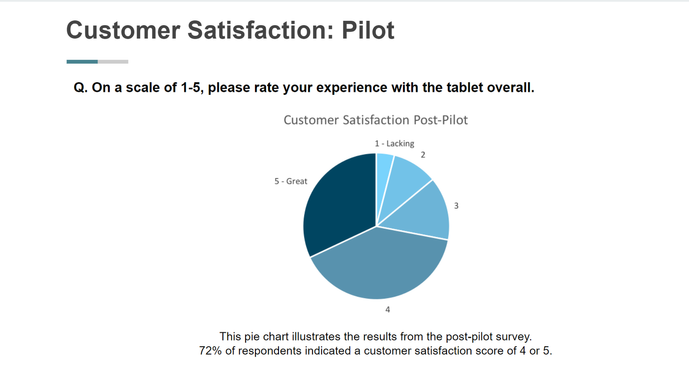 Customer Satisfaction: Pilot
Q. On a scale of 1-5, please rate your experience with the tablet overall.
Customer Satisfaction Post-Pilot
1 - Lacking
2
5 - Great
3
4
This pie chart illustrates the results from the post-pilot survey.
72% of respondents indicated a customer satisfaction score of 4 or 5.